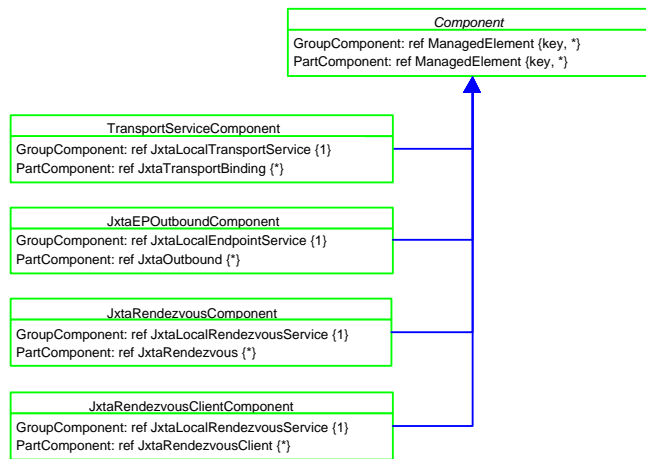 Component
GroupComponent: ref ManagedElement {key, *}
PartComponent: ref ManagedElement {key, *}
TransportServiceComponent
GroupComponent: ref JxtaLocalTransportService {1}
PartComponent: ref JxtaTransportBinding {*}
JxtaEPOutboundComponent
GroupComponent: ref JxtaLocalEndpointService {1}
PartComponent: ref JxtaOutbound {*}
JxtaRendezvousComponent
GroupComponent: ref JxtaLocalRendezvousService {1}
PartComponent: ref JxtaRendezvous {*}
JxtaRendezvousClientComponent
GroupComponent: ref JxtaLocalRendezvousService {1}
PartComponent: ref JxtaRendezvousClient {*}